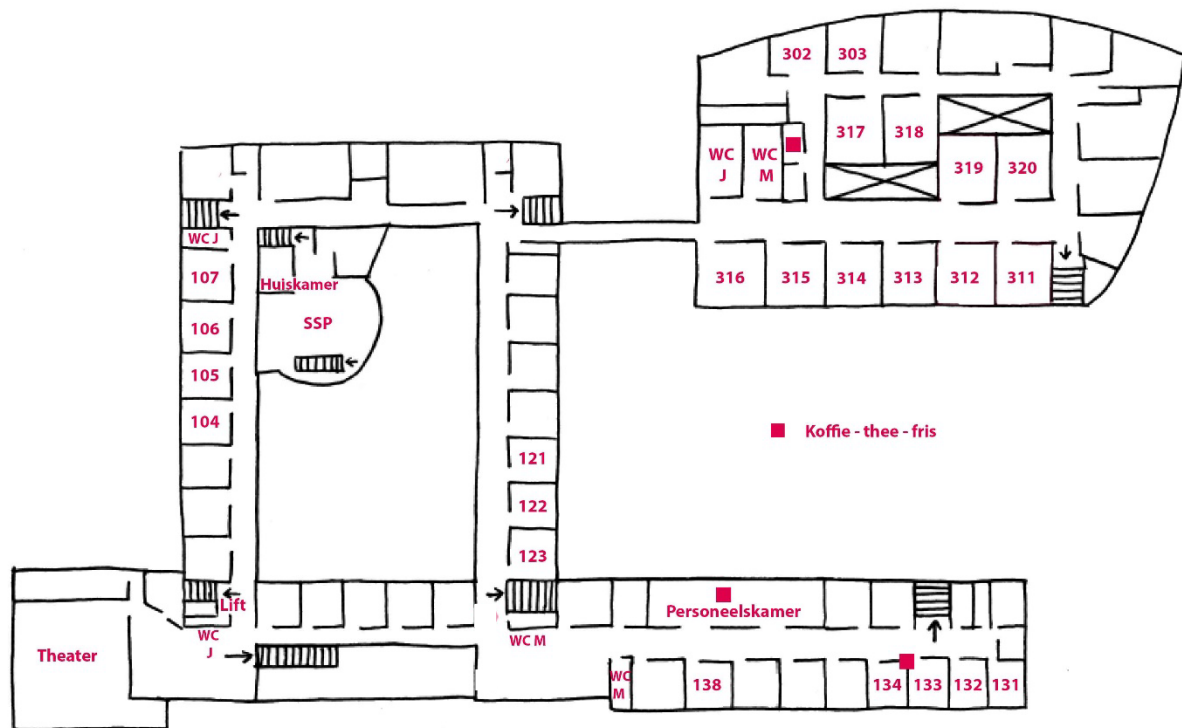 302
303
317
318
WC
J
WC
M
319
320
WC J
107
Huiskamer
316
315
314
313
312
311
SSP
106
105
104
Koffie - thee - fris
121
122
123
Lift
Personeelskamer
WC
J
WC M
Theater
WC
M
138
134
133
132
131